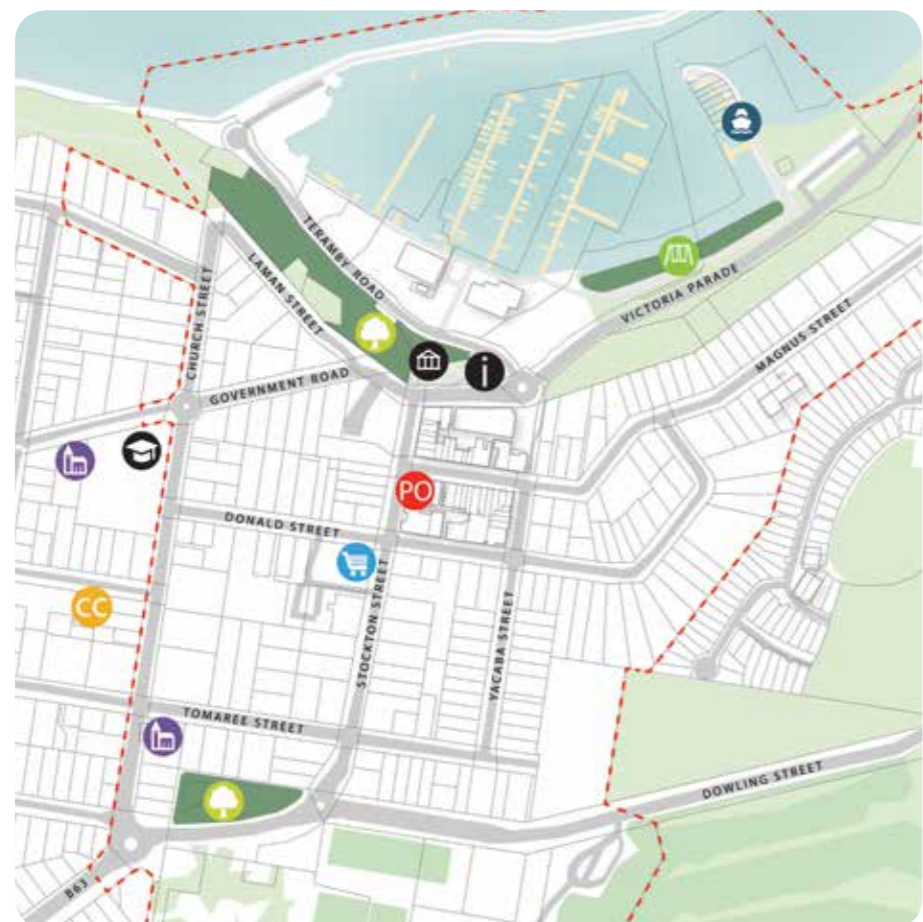 TERAMBY ROAD
LAMAN STREET
CHURCH STREET
VICTORIA PARADE
MAGNUS STREET
GOVERNMENT ROAD
i
PO
DONALD STREET
CC
STOCKTON STREET
YACABA STREET
TOMAREE STREET
DOWLING STREET
B63